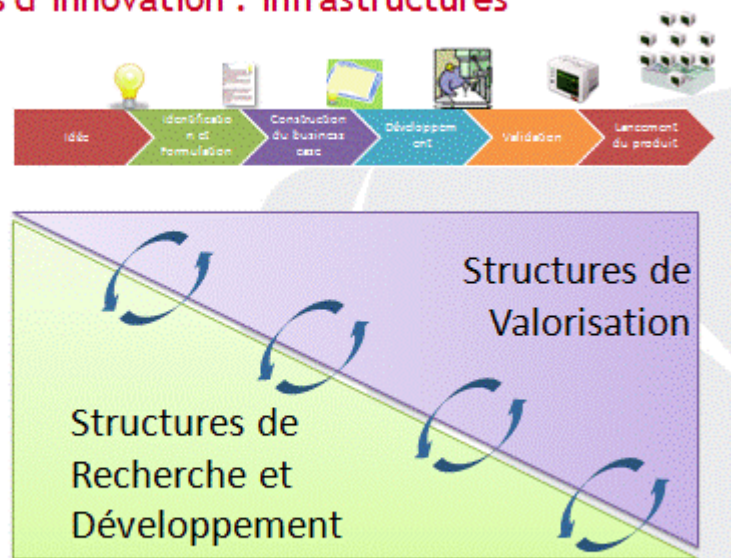 s d'innovation : infrastructures
Idée
Identificatio
n et
Formulation
Construction
du business
case
Développem
ent
Validation
Lancement
du produit
Structures de
Valorisation
Structures de
Recherche et
Développement